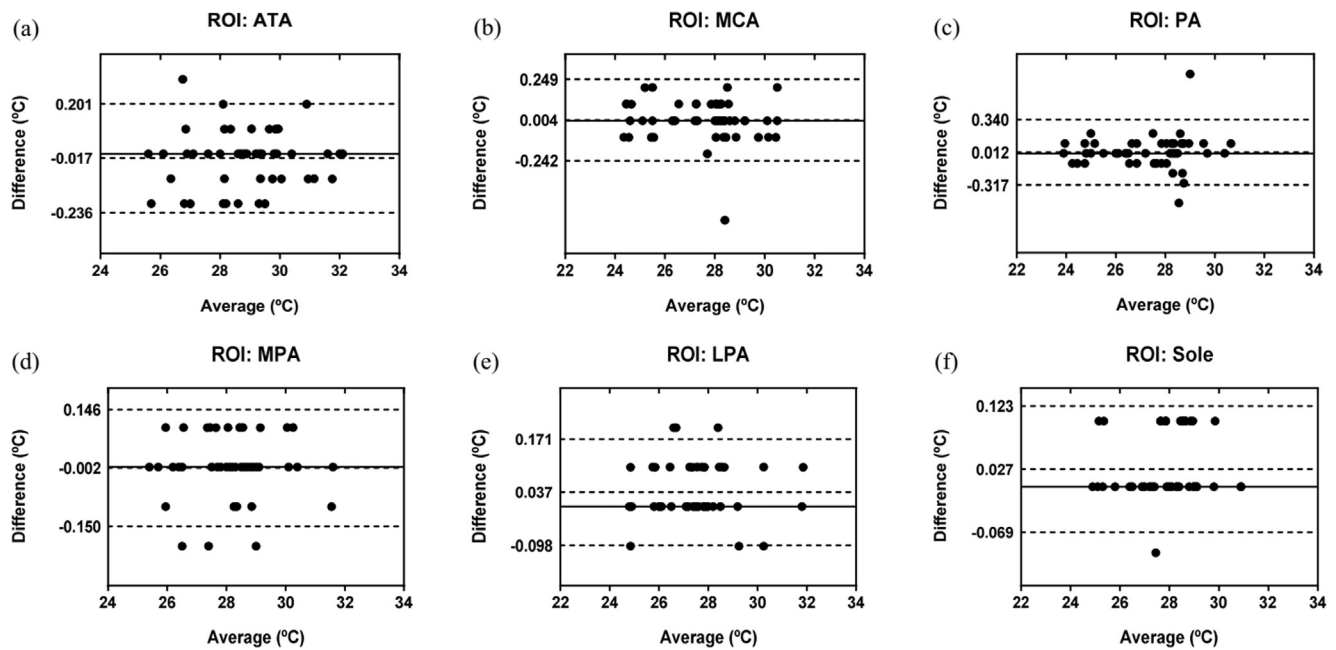 (a)
ROI: ATA
Difference (ºC)
0.201
-0.017
-0.236
24 26 28 30 32 34
Average (ºC)
(b)
ROI: MCA
Difference (ºC)
0.249
0.004
-0.242
22 24 26 28 30 32 34
Average (ºC)
(c)
ROI: PA
Difference (ºC)
0.340
0.012
-0.317
22 24 26 28 30 32 34
Average (ºC)
(d)
ROI: MPA
Difference (ºC)
0.146
-0.002
-0.150
24 26 28 30 32 34
Average (ºC)
(e)
ROI: LPA
Difference (ºC)
0.171
0.037
-0.098
22 24 26 28 30 32 34
Average (ºC)
(f)
ROI: Sole
Difference (ºC)
0.123
0.027
-0.069
22 24 26 28 30 32 34
Average (ºC)